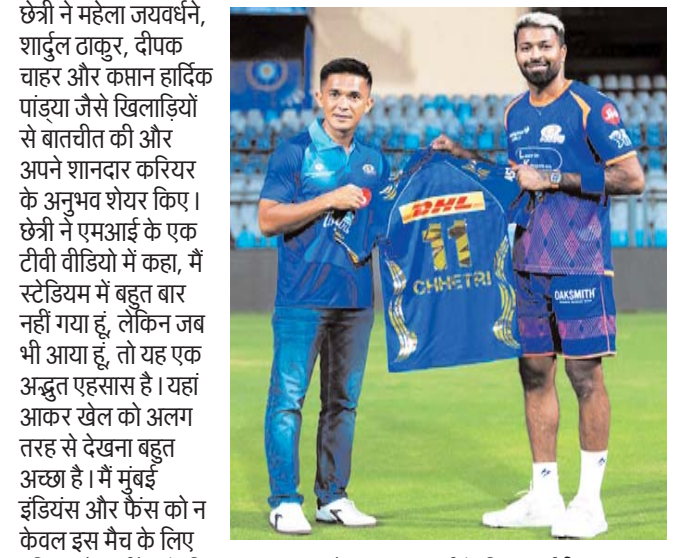 छेत्री ने महेला जयवर्धने,
शार्दुल ठाकुर, दीपक
चाहर और कप्तान हार्दिक
पांड्या जैसे खिलाड़ियों
से बातचीत की और
अपने शानदार करियर
के अनुभव शेयर किए।
छेत्री ने एमआई के एक
टीवी वीडियो में कहा, मैं
स्टेडियम में बहुत बार
नहीं गया हूं, लेकिन जब
भी आया हूं, तो यह एक
अद्भुत एहसास है। यहां
आकर खेल को अलग
तरह से देखना बहुत
अच्छा है। मैं मुंबई
इंडियंस और फैंस को न
केवल इस मैच के लिए
DHL
11
CHHETRI
OAKSMITH